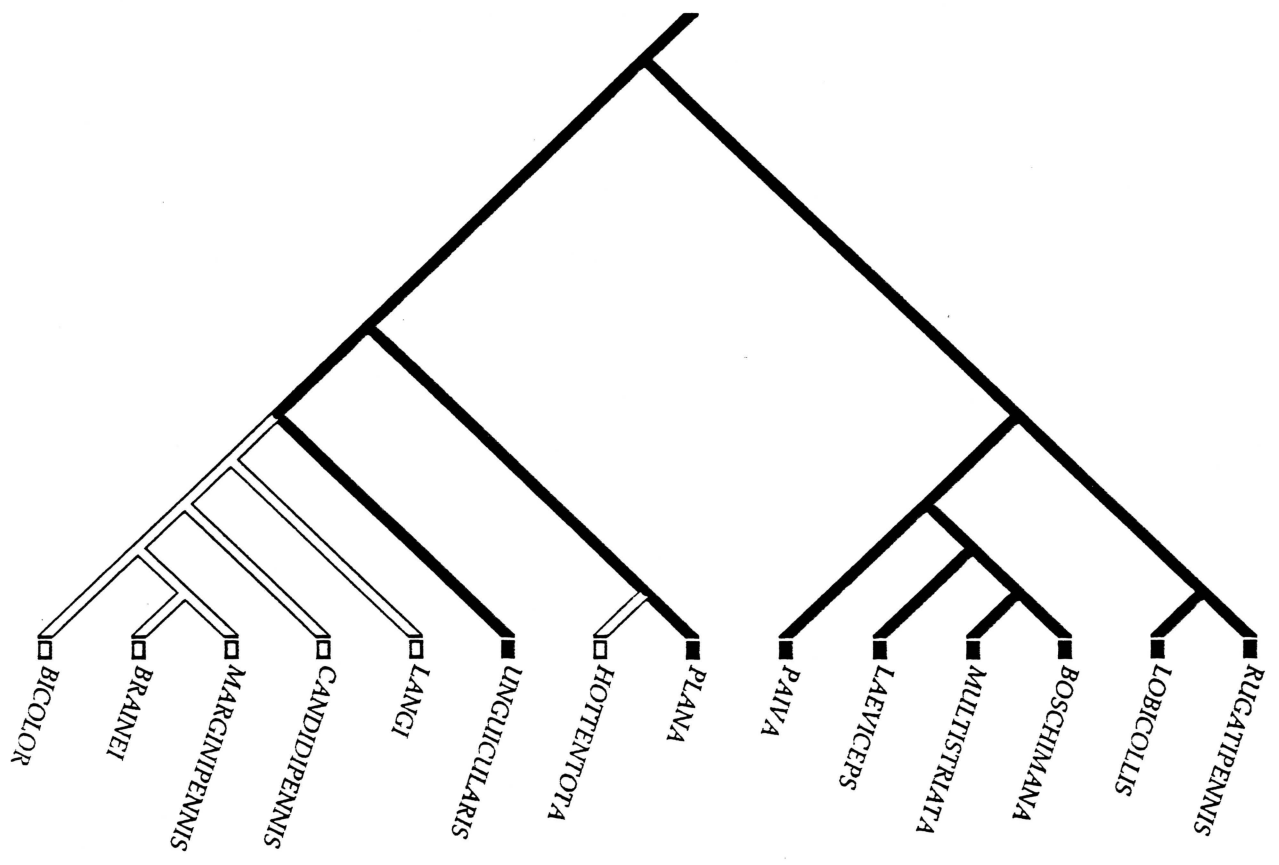 BICOLOR
BRAINEI
MARGINIPENNIS
CANDIDIPENNIS
LANGI
UNGUICULARIS
HOTTENTOTA
PLANA
PAIVA
LAEVICEPS
MULTISTRIATA
BOSCHIMANA
LOBICOLLIS
RUGATIPENNIS